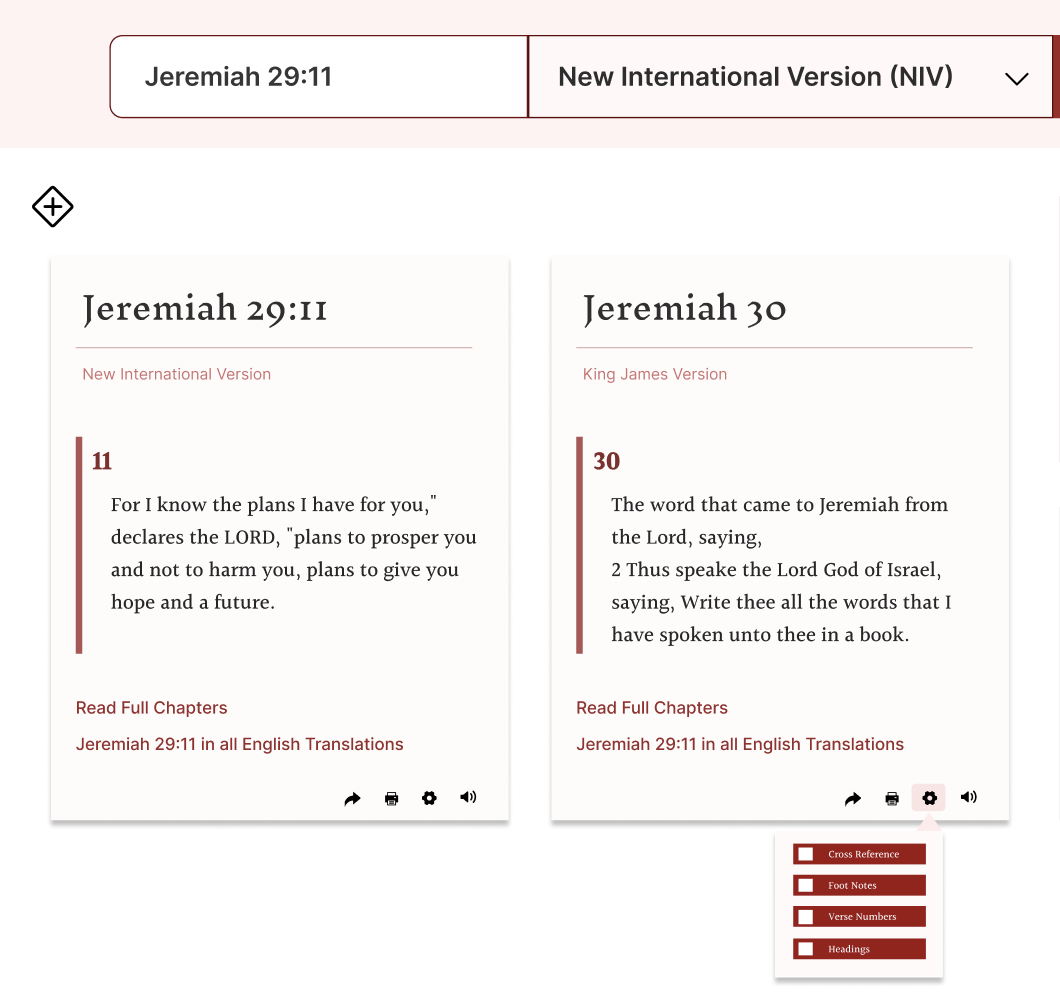 Jeremiah 29:11
New International Version (NIV)
Jeremiah 29:11
New International Version
11
For I know the plans I have for you,"
declares the LORD, "plans to prosper you
and not to harm you, plans to give you
hope and a future.
Read Full Chapters
Jeremiah 29:11 in all English Translations
Jeremiah 30
King James Version
30
The word that came to Jeremiah from
the Lord, saying,
2 Thus speake the Lord God of Israel,
saying, Write thee all the words that I
have spoken unto thee in a book.
Read Full Chapters
Jeremiah 29:11 in all English Translations
Cross Reference
Foot Notes
Verse Numbers
Headings